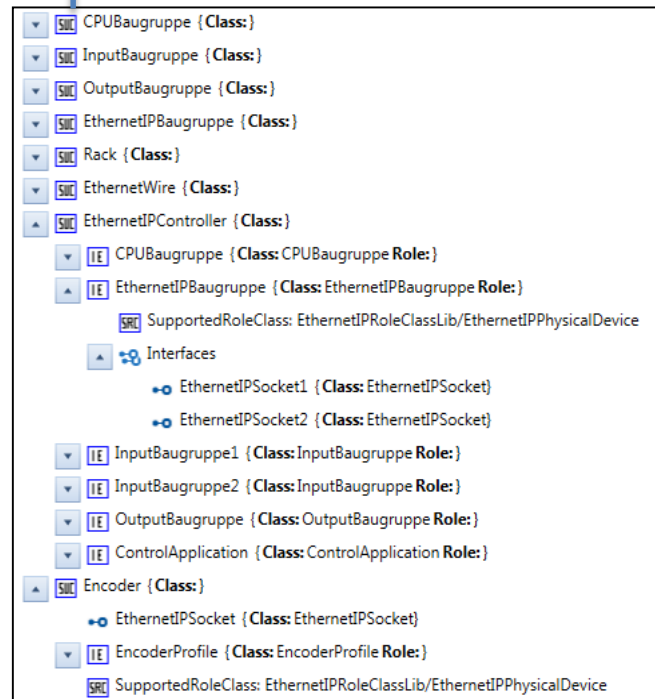 SUC CPUBaugruppe {Class:}
SUC InputBaugruppe {Class:}
SUC OutputBaugruppe {Class:}
SUC EthernetIPBaugruppe {Class:}
SUC Rack {Class:}
SUC EthernetWire {Class:}
SUC EthernetIPController {Class:}
IE CPUBaugruppe {Class: CPUBaugruppe Role:}
IE EthernetIPBaugruppe {Class: EthernetIPBaugruppe Role:}
SRC SupportedRoleClass: EthernetIPRoleClassLib/EthernetIPPhysicalDevice
Interfaces
EthernetIPSocket1 {Class: EthernetIPSocket}
EthernetIPSocket2 {Class: EthernetIPSocket}
IE InputBaugruppe1 {Class: InputBaugruppe Role:}
IE InputBaugruppe2 {Class: InputBaugruppe Role:}
IE OutputBaugruppe {Class: OutputBaugruppe Role:}
IE ControlApplication {Class: ControlApplication Role:}
SUC Encoder {Class:}
EthernetIPSocket {Class: EthernetIPSocket}
IE EncoderProfile {Class: EncoderProfile Role:}
SRC SupportedRoleClass: EthernetIPRoleClassLib/EthernetIPPhysicalDevice